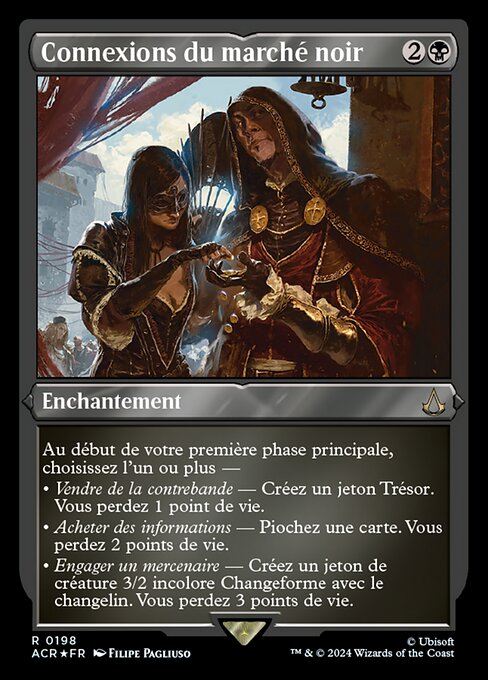 Connexions du marché noir 2
Enchantement
Au début de votre première phase principale,
choisissez l'un ou plus —
• Vendre de la contrebande — Créez un jeton Trésor.
Vous perdez 1 point de vie.
• Acheter des informations — Piochez une carte. Vous
perdez 2 points de vie.
• Engager un mercenaire — Créez un jeton de
créature 3/2 incolore Changeforme avec le
changelin. Vous perdez 3 points de vie.
R 0198
ACR★FR Filipe Pagliuso
© Ubisoft
™ & © 2024 Wizards of the Coast